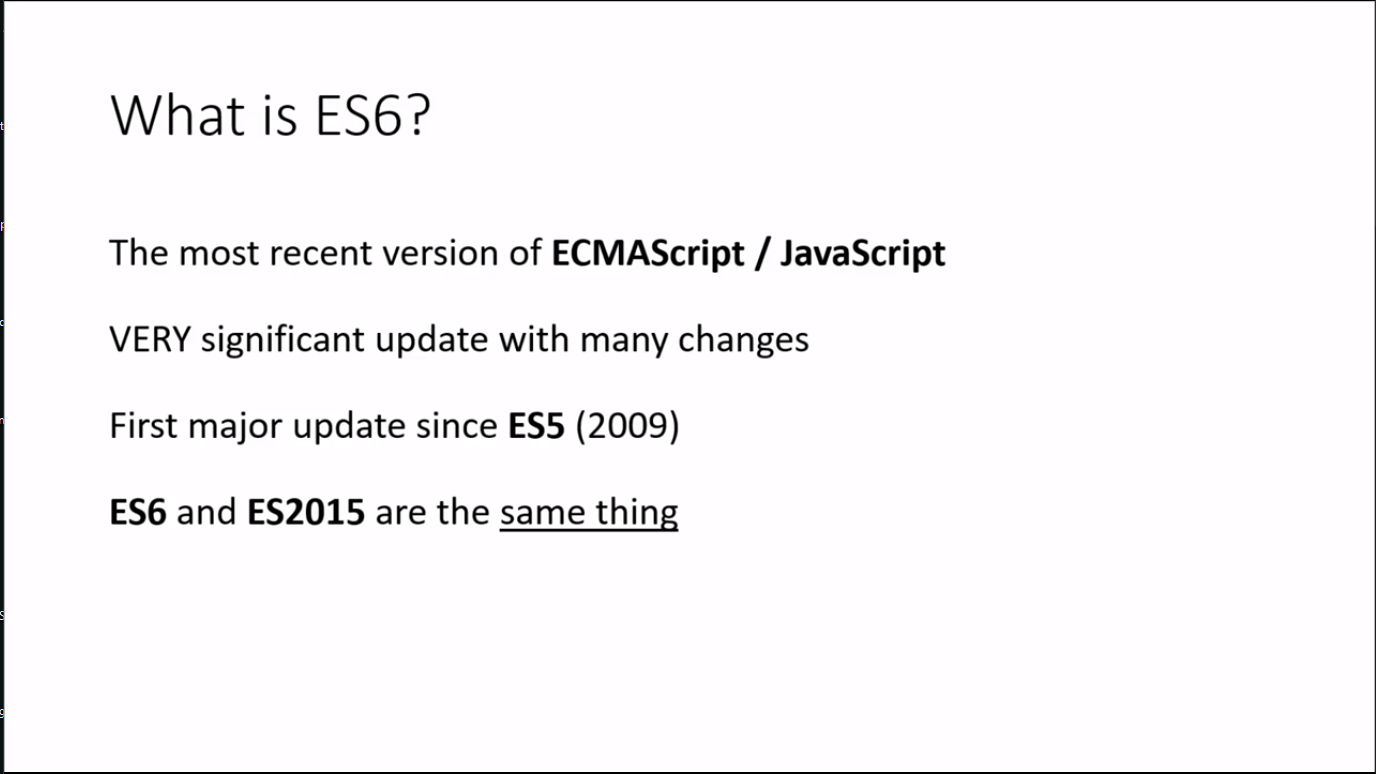 What is ES6?
The most recent version of ECMAScript / JavaScript
VERY significant update with many changes
First major update since ES5 (2009)
ES6 and ES2015 are the same thing